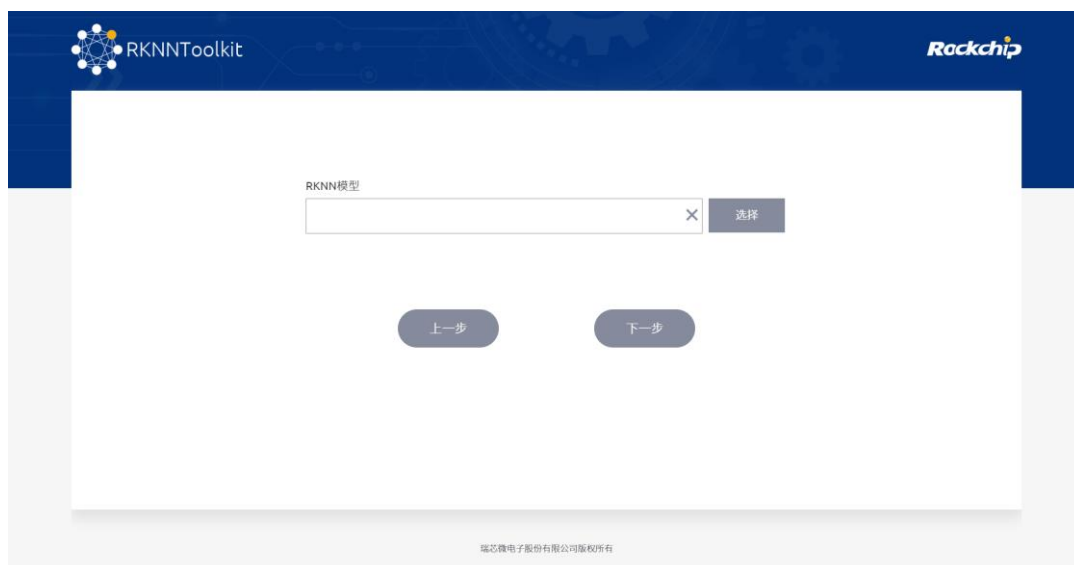 RKNNToolkit
Rockchip
RKNN模型
选择
上一步
下一步
瑞芯微电子股份有限公司版权所有